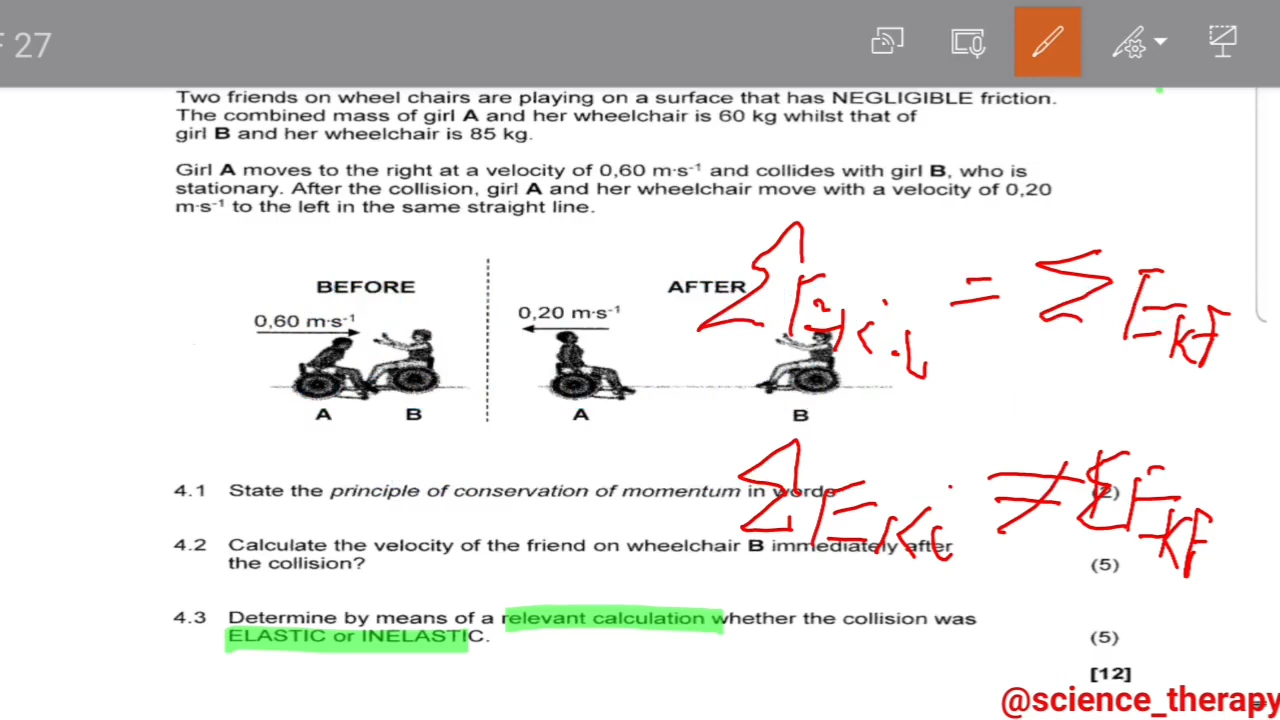 F 27
Two friends on wheel chairs are playing on a surface that has NEGLIGIBLE friction.
The combined mass of girl A and her wheelchair is 60 kg whilst that of
girl B and her wheelchair is 85 kg.
Girl A moves to the right at a velocity of 0,60 m·s⁻¹ and collides with girl B, who is
stationary. After the collision, girl A and her wheelchair move with a velocity of 0,20
m·s⁻¹ to the left in the same straight line.
BEFORE
AFTER
0,60 m·s⁻¹
0,20 m·s⁻¹
A B
A B
ΣEki = ΣEkf
4.1 State the principle of conservation of momentum in words (2)
ΣEki ≠ ΣEkf
4.2 Calculate the velocity of the friend on wheelchair B immediately after
the collision? (5)
4.3 Determine by means of a relevant calculation whether the collision was
ELASTIC or INELASTIC. (5)
[12]
@science_therapy